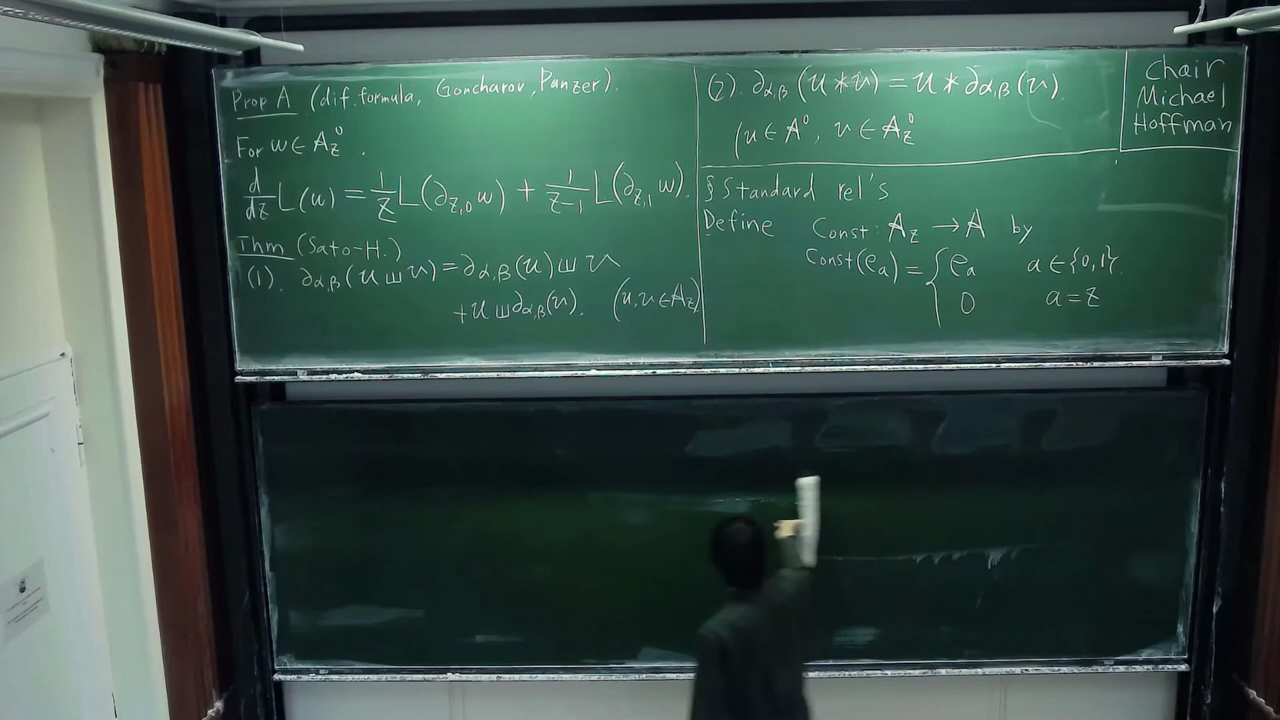 Prop A (dif. formula, Goncharov, Panzer).
For w ∈ A_z^0.
d/dz L(w) = 1/z L(∂_{z,0} w) + 1/(z-1) L(∂_{z,1} w).
Thm (Sato-H.)
(1). ∂_{α,β}(u ш v) = ∂_{α,β}(u) ш v
+ u ш ∂_{α,β}(v). (u, v ∈ A_z)
(2). ∂_{α,β}(u * v) = u * ∂_{α,β}(v).
(u ∈ A^0, v ∈ A_z^0
§ Standard rel's
Define Const: A_z → A by
Const(e_a) = { e_a a ∈ {0,1}.
0 a = z
Chair
Michael
Hoffman